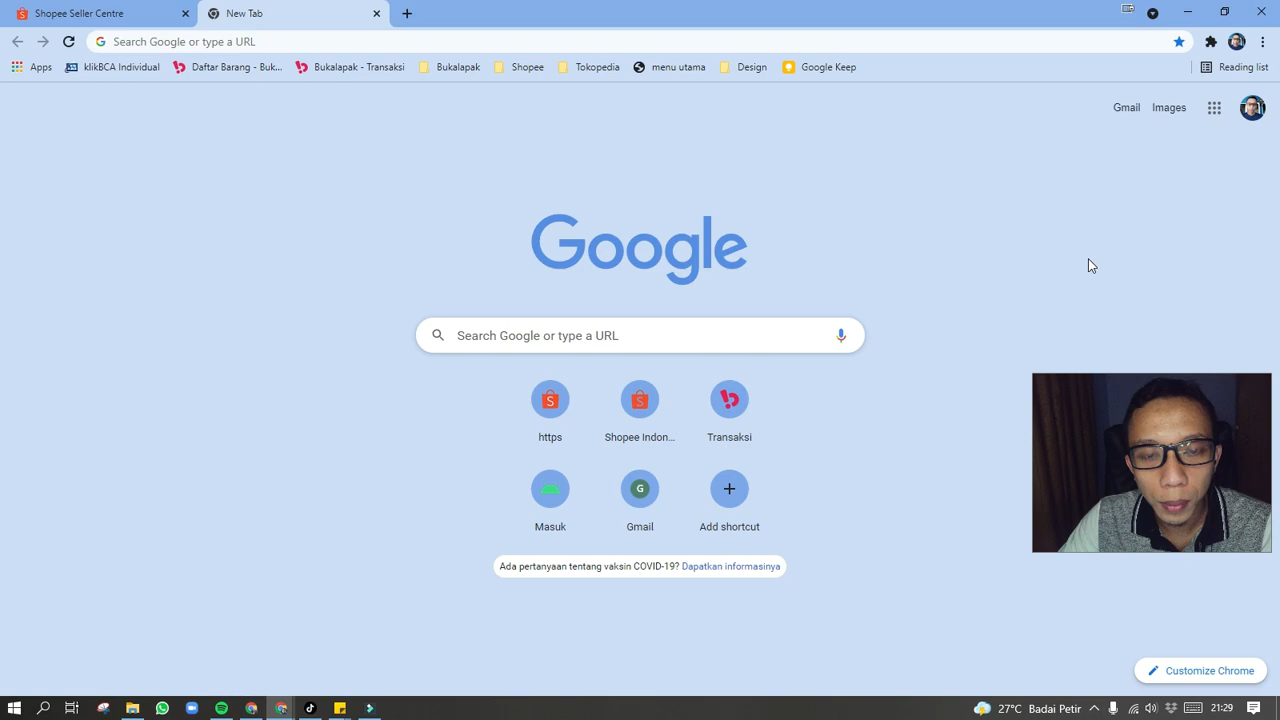 Shopee Seller Centre
New Tab
Search Google or type a URL
Apps
klikBCA Individual
Daftar Barang - Buk...
Bukalapak - Transaksi
Bukalapak
Shopee
Tokopedia
menu utama
Design
Google Keep
Reading list
Gmail
Images
Google
Search Google or type a URL
https
Shopee Indon...
Transaksi
Masuk
G
Gmail
Add shortcut
Ada pertanyaan tentang vaksin COVID-19? Dapatkan informasinya
Customize Chrome
27°C Badai Petir
21:29